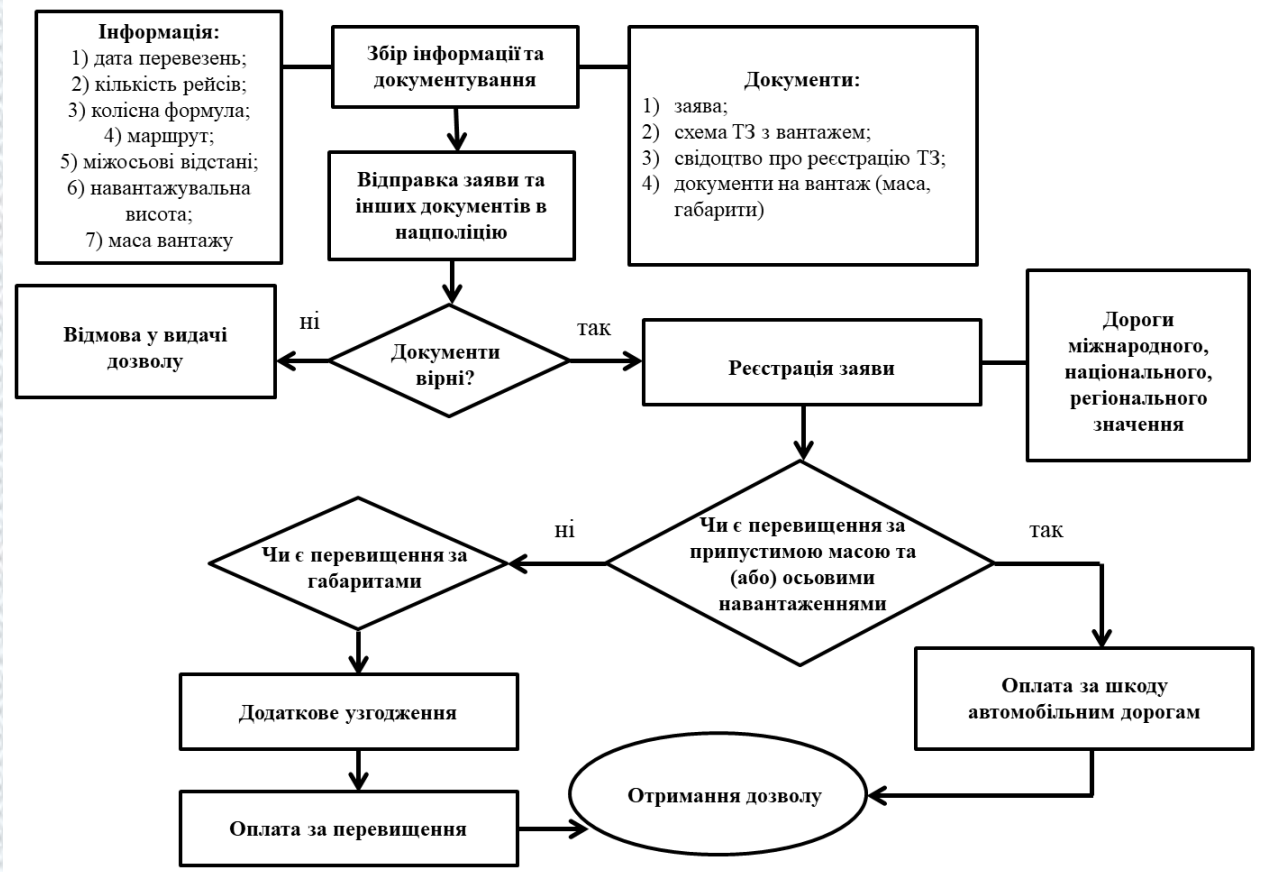 Інформація:
1) дата перевезень;
2) кількість рейсів;
3) колісна формула;
4) маршрут;
5) міжосьові відстані;
6) навантажувальна
висота;
7) маса вантажу
Збір інформації та
документування
Документи:
1) заява;
2) схема ТЗ з вантажем;
3) свідоцтво про реєстрацію ТЗ;
4) документи на вантаж (маса,
габарити)
Відправка заяви та
інших документів в
нацполіцію
Відмова у видачі
дозволу
ні
Документи
вірні?
так
Реєстрація заяви
Дороги
міжнародного,
національного,
регіонального
значення
Чи є перевищення за
габаритами
ні
Чи є перевищення за
припустимою масою та
(або) осьовими
навантаженнями
так
Додаткове узгодження
Оплата за шкоду
автомобільним дорогам
Оплата за перевищення
Отримання дозволу